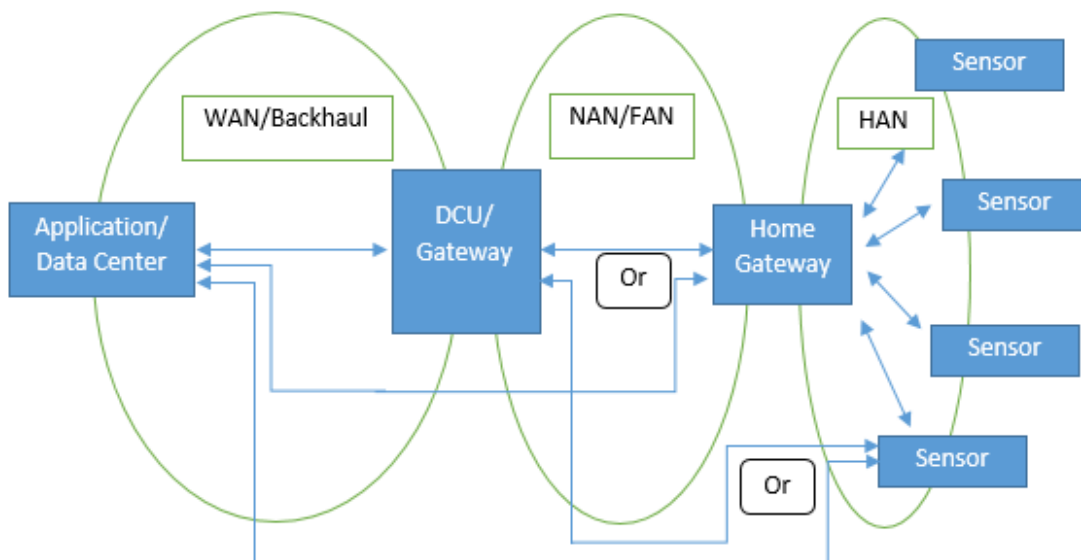 Sensor
WAN/Backhaul
NAN/FAN
HAN
Sensor
Application/
Data Center
DCU/
Gateway
Home
Gateway
Or
Sensor
Sensor
Or